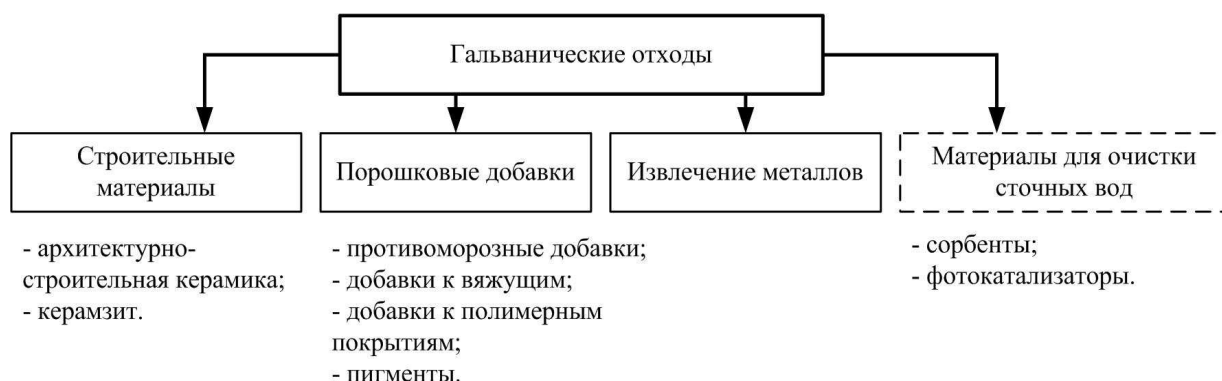 Гальванические отходы
Строительные
материалы
Порошковые добавки
Извлечение металлов
Материалы для очистки
сточных вод
- архитектурно-
строительная керамика;
- керамзит.
- противоморозные добавки;
- добавки к вяжущим;
- добавки к полимерным
покрытиям;
- пигменты.
- сорбенты;
- фотокатализаторы.